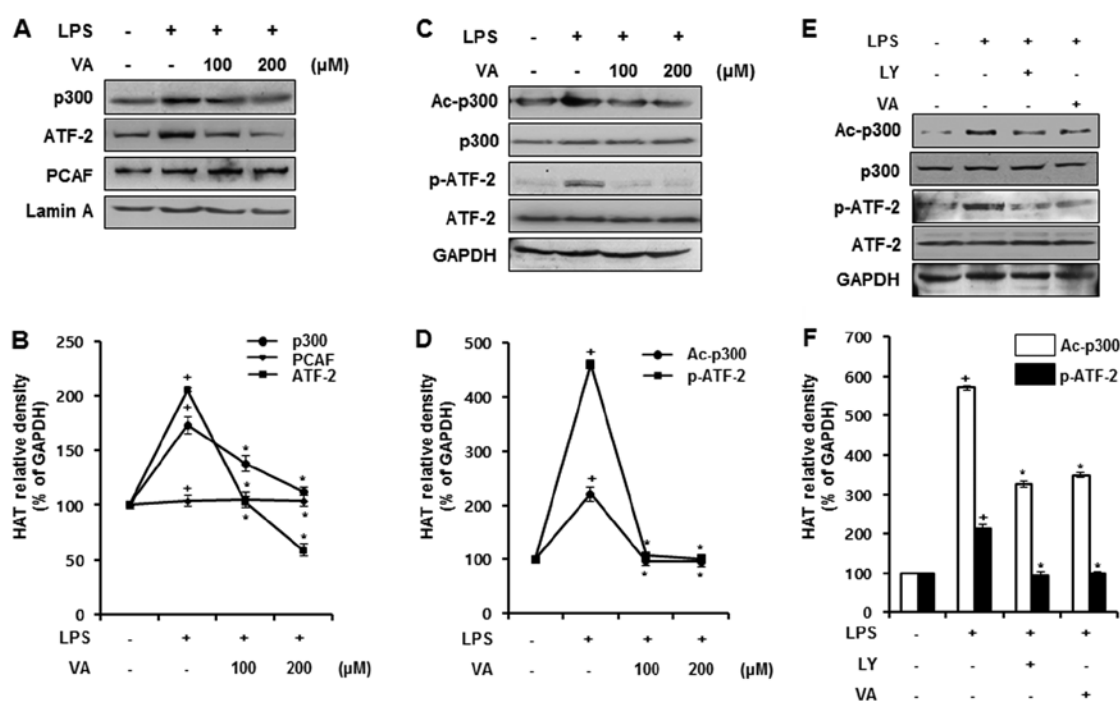 A
LPS - + + +
VA - - 100 200 (µM)
p300
ATF-2
PCAF
Lamin A
C
LPS - + + +
VA - - 100 200 (µM)
Ac-p300
p300
p-ATF-2
ATF-2
GAPDH
E
LPS - + + +
LY - - + -
VA - - - +
Ac-p300
p300
p-ATF-2
ATF-2
GAPDH
B
HAT relative density
(% of GAPDH)
250
200
150
100
50
0
p300
PCAF
ATF-2
+
+
+
*
*
*
*
*
*
LPS - + + +
VA - - 100 200 (µM)
D
HAT relative density
(% of GAPDH)
500
400
300
200
100
0
Ac-p300
p-ATF-2
+
+
*
*
*
*
LPS - + + +
VA - - 100 200 (µM)
F
HAT relative density
(% of GAPDH)
700
600
500
400
300
200
100
0
Ac-p300
p-ATF-2
+
+
*
*
*
*
LPS - + + +
LY - - + -
VA - - - +